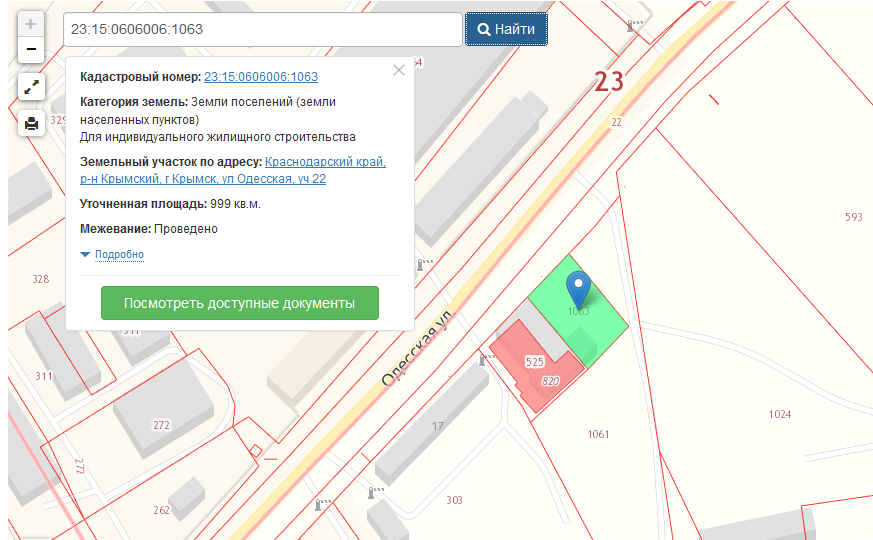 +
23:15:0606006:1063
Найти
−
Кадастровый номер: 23:15:0606006:1063
Категория земель: Земли поселений (земли
населенных пунктов)
Для индивидуального жилищного строительства
Земельный участок по адресу: Краснодарский край,
р-н Крымский, г Крымск, ул Одесская, уч 22
Уточненная площадь: 999 кв.м.
Межевание: Проведено
Подробно
Посмотреть доступные документы
23
22
593
328
1063
311
Одесская ул.
525
820
311
1024
272
17
1061
272
303
262